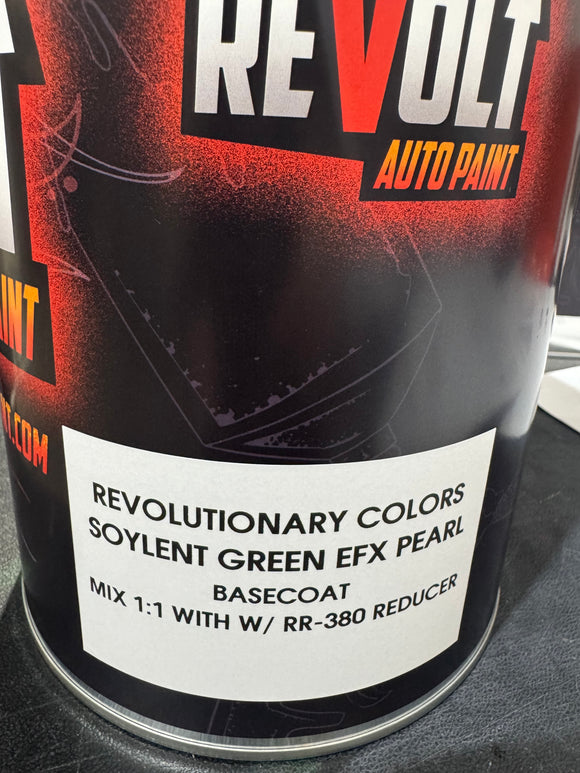 REVOLT
AUTO PAINT
REVOLUTIONARY COLORS
SOYLENT GREEN EFX PEARL
BASECOAT
MIX 1:1 WITH W/ RR-380 REDUCER